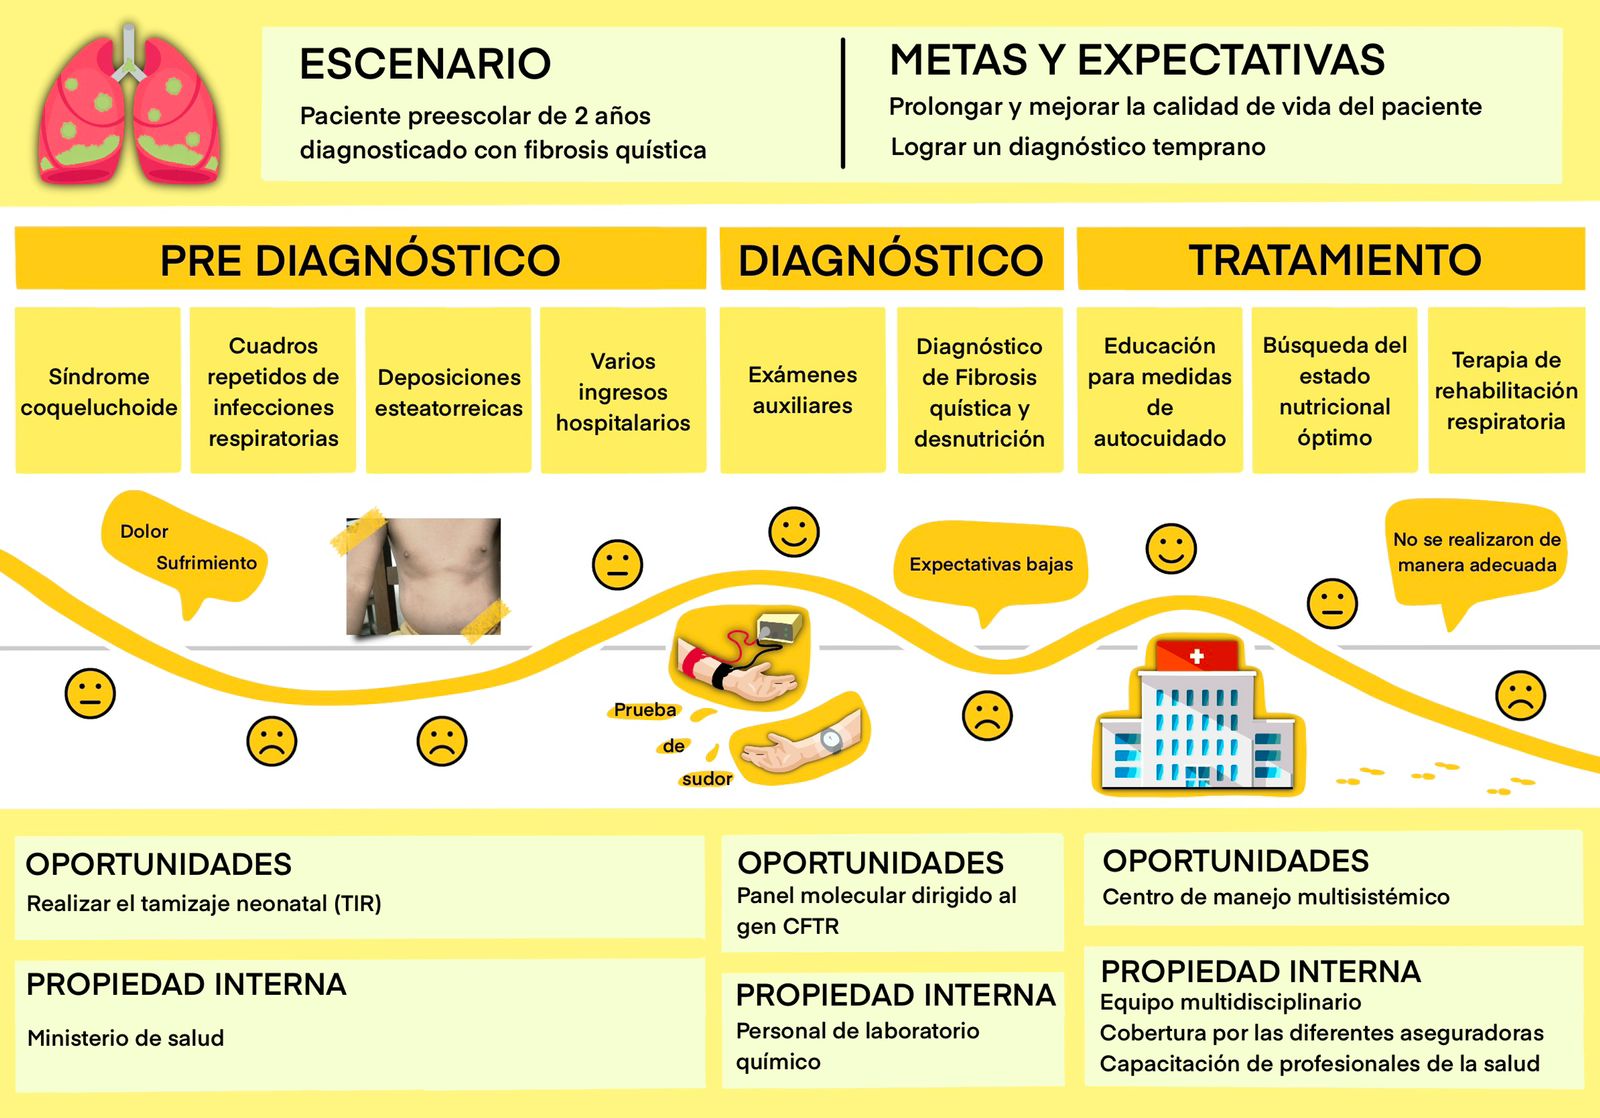 ESCENARIO
Paciente preescolar de 2 años
diagnosticado con fibrosis quística
METAS Y EXPECTATIVAS
Prolongar y mejorar la calidad de vida del paciente
Lograr un diagnóstico temprano
PRE DIAGNÓSTICO
DIAGNÓSTICO
TRATAMIENTO
Síndrome
coqueluchoide
Cuadros
repetidos de
infecciones
respiratorias
Deposiciones
esteatorreicas
Varios
ingresos
hospitalarios
Exámenes
auxiliares
Diagnóstico
de Fibrosis
quística y
desnutrición
Educación
para medidas
de
autocuidado
Búsqueda del
estado
nutricional
óptimo
Terapia de
rehabilitación
respiratoria
Dolor
Sufrimiento
Expectativas bajas
No se realizaron de
manera adecuada
Prueba
de
sudor
OPORTUNIDADES
Realizar el tamizaje neonatal (TIR)
PROPIEDAD INTERNA
Ministerio de salud
OPORTUNIDADES
Panel molecular dirigido al
gen CFTR
PROPIEDAD INTERNA
Personal de laboratorio
químico
OPORTUNIDADES
Centro de manejo multisistémico
PROPIEDAD INTERNA
Equipo multidisciplinario
Cobertura por las diferentes aseguradoras
Capacitación de profesionales de la salud